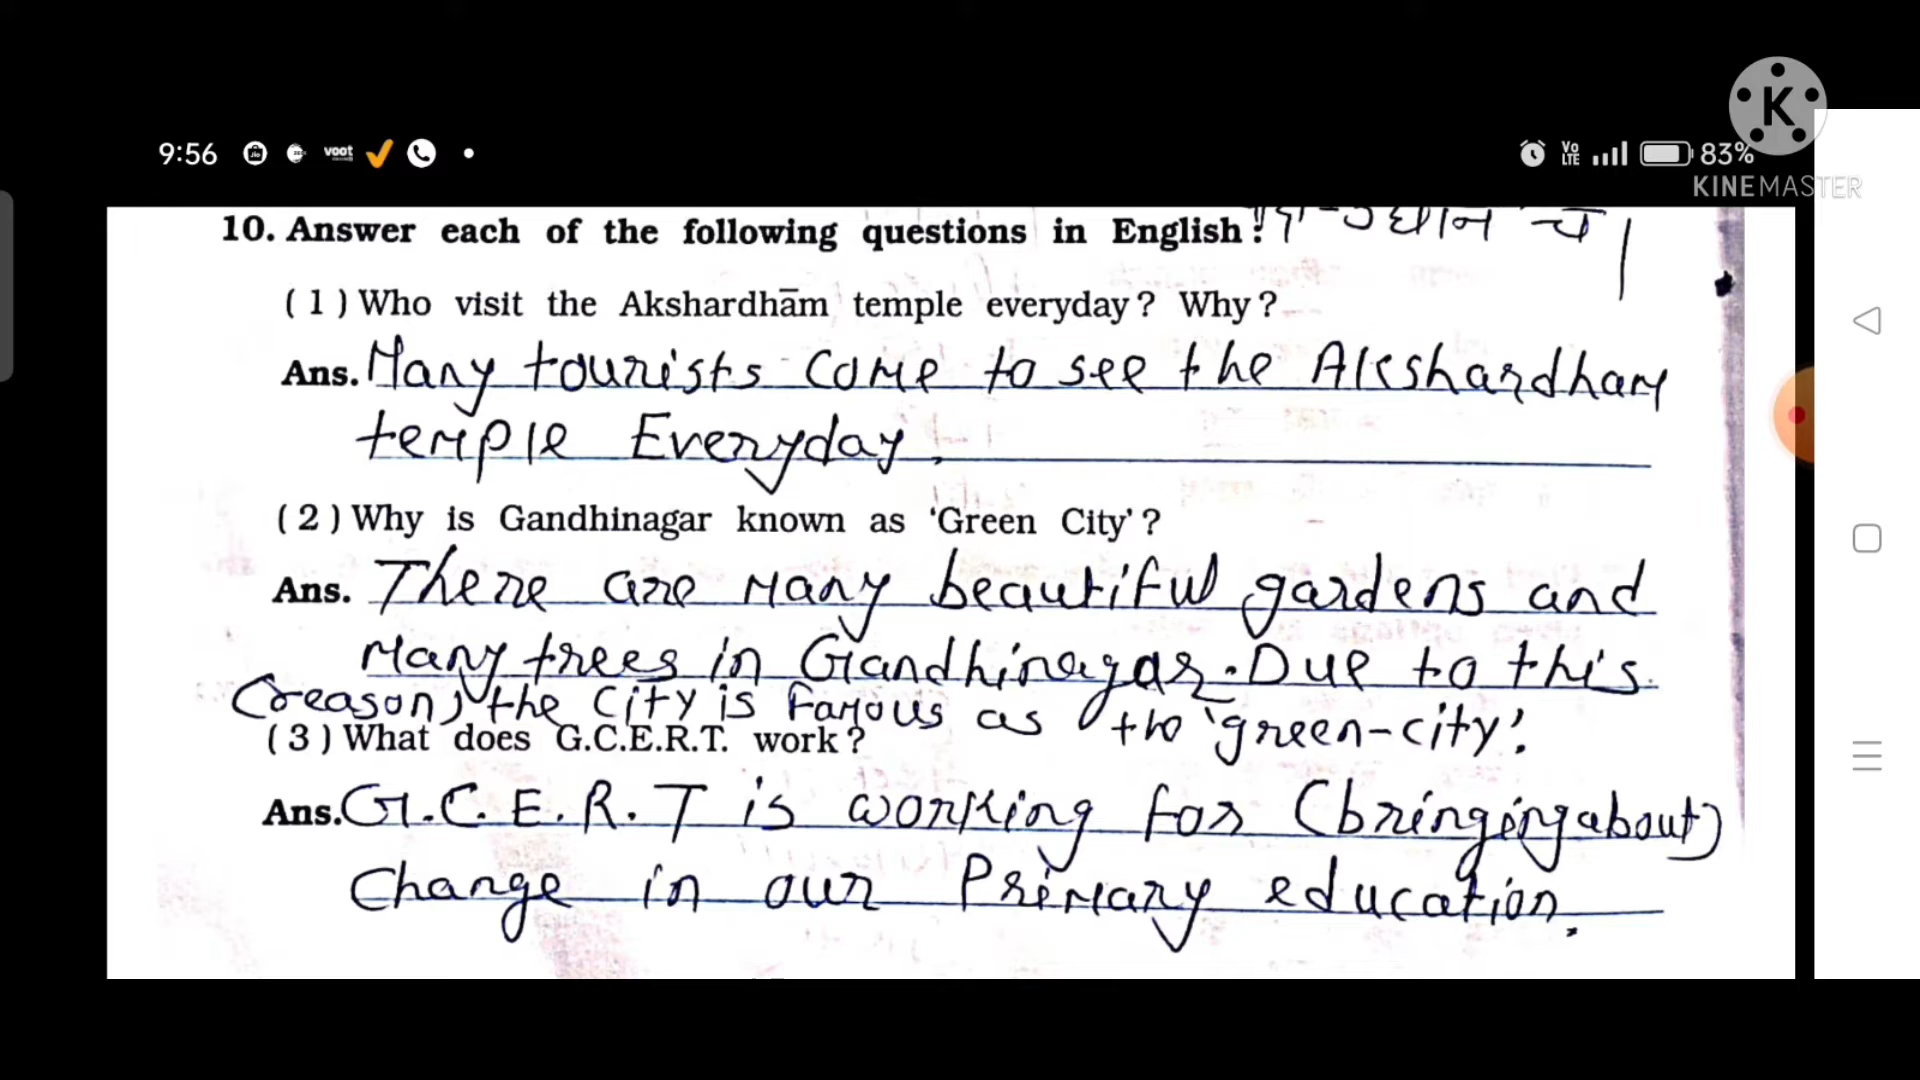 9:56 voot VoLTE 83%
K
KINEMASTER
10. Answer each of the following questions in English :
(1) Who visit the Akshardhām temple everyday? Why?
Ans. Many tourists come to see the Akshardham
temple Everyday.
(2) Why is Gandhinagar known as 'Green City'?
Ans. There are many beautiful gardens and
many trees in Gandhinagar. Due to this
(reason, the city is famous as the 'green-city'.
(3) What does G.C.E.R.T. work?
Ans. G.C.E.R.T is working for (bringing about)
Change in our Primary education.